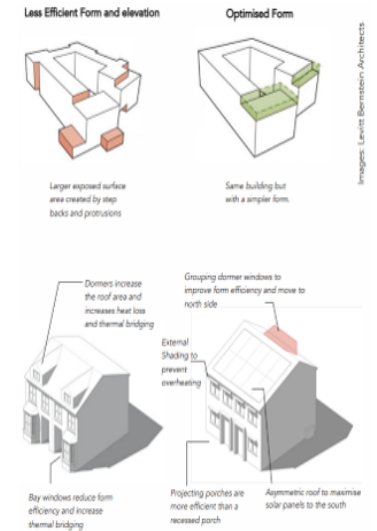 Less Efficient Form and elevation
Optimised Form
Images: Levitt Bernstein Architects
Larger exposed surface
area created by step
backs and protrusions
Same building but
with a simpler form.
Dormers increase
the roof area and
increases heat loss
and thermal bridging
Grouping dormer windows to
improve form efficiency and move to
north side
External
Shading to
prevent
overheating
Bay windows reduce form
efficiency and increase
thermal bridging
Projecting porches are
more efficient than a
recessed porch
Asymmetric roof to maximise
solar panels to the south